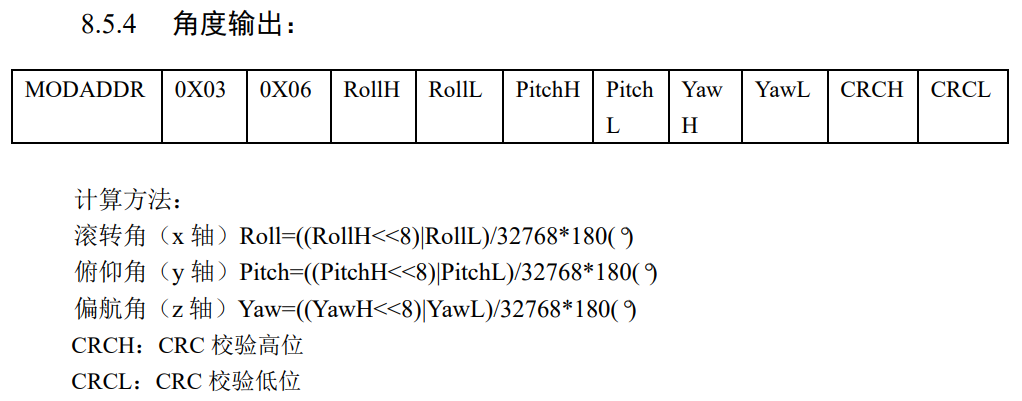 8.5.4 角度输出：
MODADDR 0X03 0X06 RollH RollL PitchH Pitch L Yaw H YawL CRCH CRCL
计算方法：
滚转角（x 轴）Roll=((RollH<<8)|RollL)/32768*180(°)
俯仰角（y 轴）Pitch=((PitchH<<8)|PitchL)/32768*180(°)
偏航角（z 轴）Yaw=((YawH<<8)|YawL)/32768*180(°)
CRCH：CRC 校验高位
CRCL：CRC 校验低位